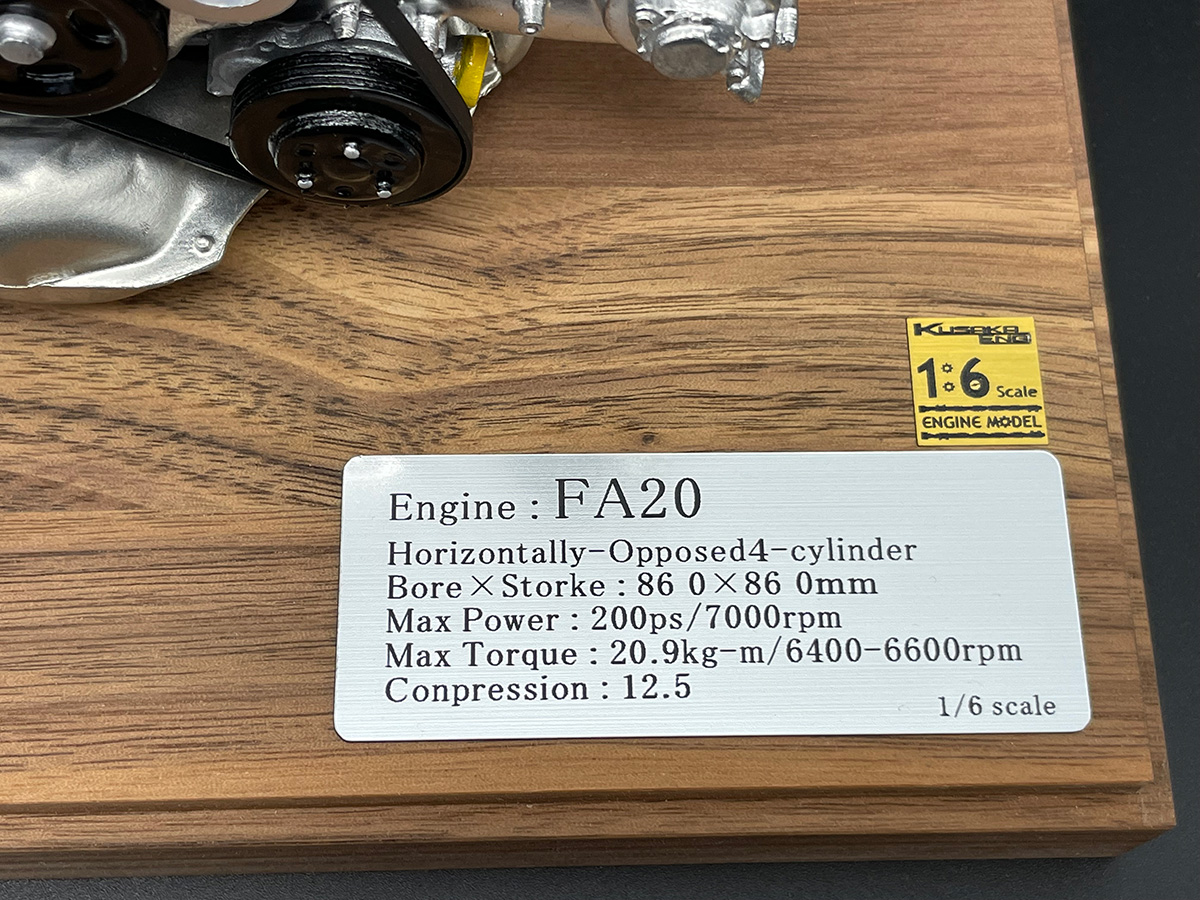 KUSAKA
ENG
1:6 Scale
ENGINE MODEL
Engine : FA20
Horizontally-Opposed4-cylinder
Bore×Storke : 86 0×86 0mm
Max Power : 200ps/7000rpm
Max Torque : 20.9kg-m/6400-6600rpm
Conpression : 12.5
1/6 scale